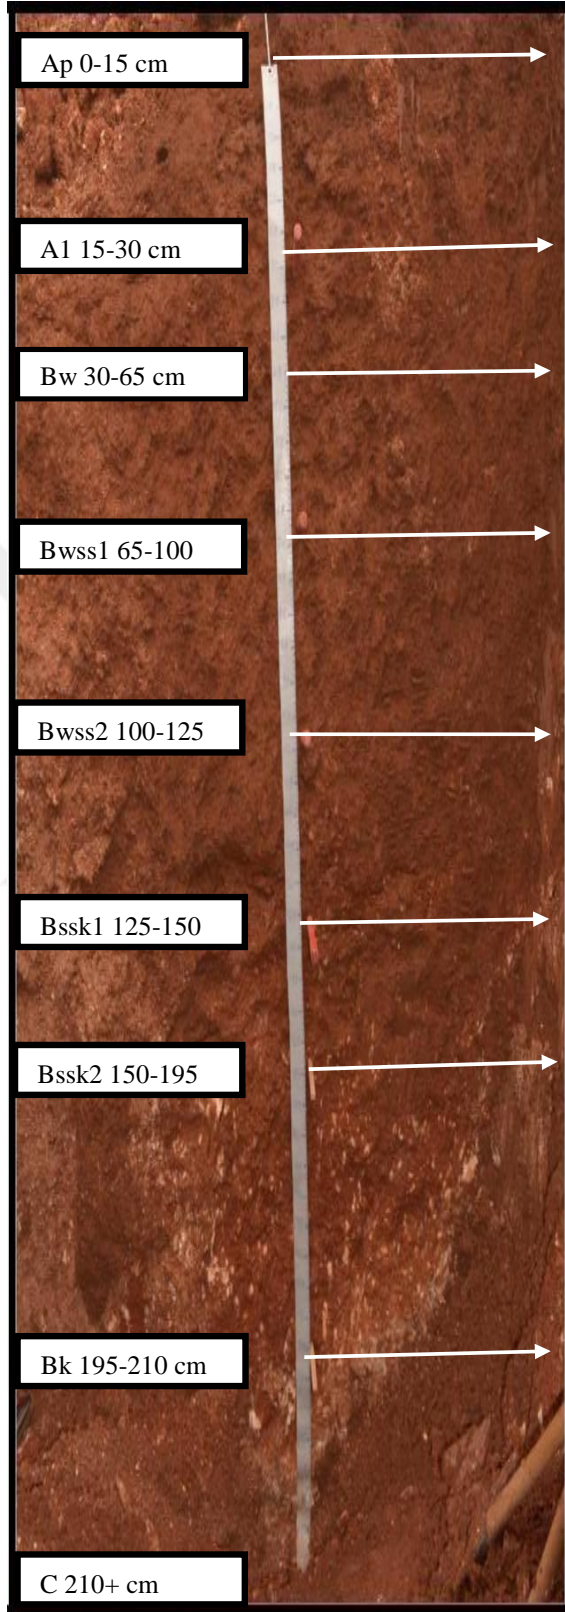 Ap 0-15 cm
A1 15-30 cm
Bw 30-65 cm
Bwss1 65-100
Bwss2 100-125
Bssk1 125-150
Bssk2 150-195
Bk 195-210 cm
C 210+ cm